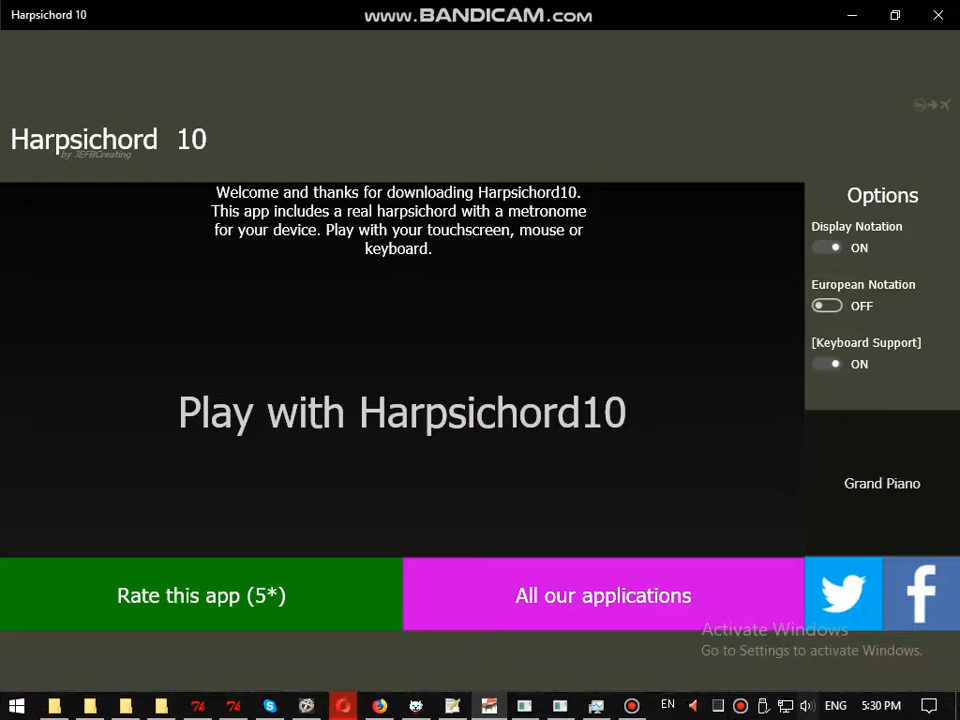 Harpsichord 10
www.BANDICAM.com
Harpsichord 10
by JEFBCreating
Welcome and thanks for downloading Harpsichord10.
This app includes a real harpsichord with a metronome
for your device. Play with your touchscreen, mouse or
keyboard.
Options
Display Notation
ON
European Notation
OFF
[Keyboard Support]
ON
Play with Harpsichord10
Grand Piano
Rate this app (5*)
All our applications
Activate Windows
Go to Settings to activate Windows.
EN
ENG
5:30 PM